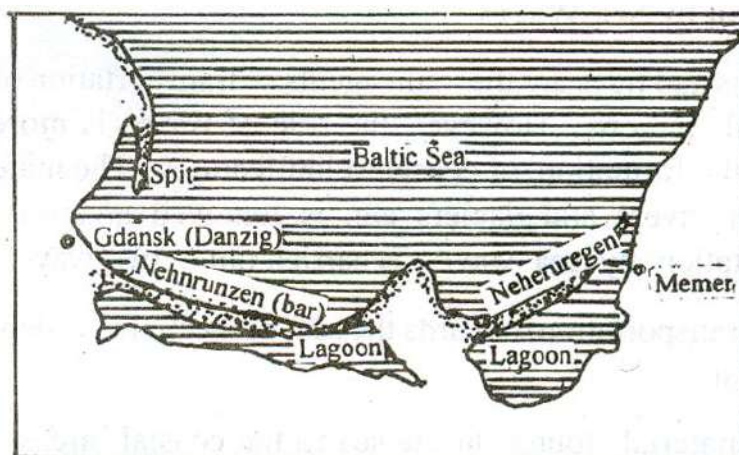 Baltic Sea
Spit
Gdansk (Danzig)
Nehnrunzen (bar)
Neheruregen
Memer
Lagoon
Lagoon